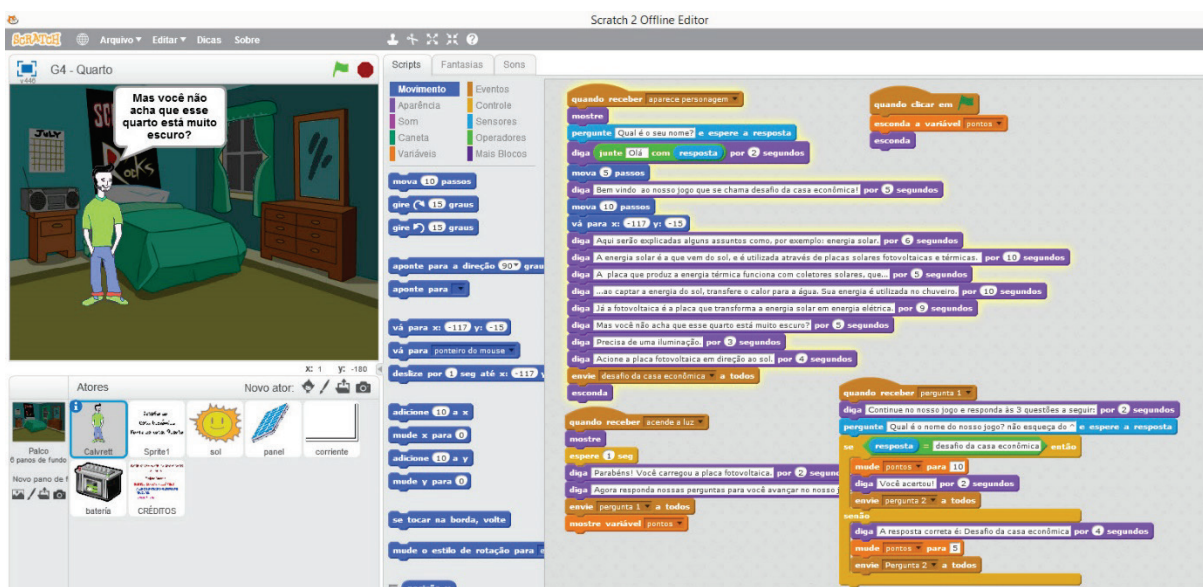 Scratch 2 Offline Editor
SCRATCH Arquivo Editar Dicas Sobre
G4 - Quarto
v446
Mas você não
acha que esse
quarto está muito
escuro?
JULY
Rocks
X: 1 y: -180
Atores Novo ator:
Palco
6 panos de fundo
Novo pano de f
Calvrett
Sprite1
sol
panel
corriente
batería
CRÉDITOS
Scripts Fantasias Sons
Movimento Eventos
Aparência Controle
Som Sensores
Caneta Operadores
Variáveis Mais Blocos
mova 10 passos
gire 15 graus
gire 15 graus
aponte para a direção 90 grau
aponte para
vá para x: -117 y: -15
vá para ponteiro do mouse
deslize por 1 seg até x: -117 y
adicione 10 a x
mude x para 0
adicione 10 a y
mude y para 0
se tocar na borda, volte
mude o estilo de rotação para
quando receber aparece personagem
mostre
pergunte Qual é o seu nome? e espere a resposta
diga junte Olá com resposta por 2 segundos
mova 5 passos
diga Bem vindo ao nosso jogo que se chama desafio da casa econômica! por 5 segundos
mova 10 passos
vá para x: -117 y: -15
diga Aqui serão explicadas alguns assuntos como, por exemplo: energia solar. por 6 segundos
diga A energia solar é a que vem do sol, e é utilizada através de placas solares fotovoltaicas e térmicas. por 10 segundos
diga A placa que produz a energia térmica funciona com coletores solares, que... por 5 segundos
diga ...ao captar a energia do sol, transfere o calor para a água. Sua energia é utilizada no chuveiro. por 10 segundos
diga Já a fotovoltaica é a placa que transforma a energia solar em energia elétrica. por 9 segundos
diga Mas você não acha que esse quarto está muito escuro? por 5 segundos
diga Precisa de uma iluminação. por 3 segundos
diga Acione a placa fotovoltaica em direção ao sol. por 4 segundos
envie desafio da casa econômica a todos
esconda
quando receber acende a luz
mostre
espere 1 seg
diga Parabéns! Você carregou a placa fotovoltaica. por 2 segun
diga Agora responda nossas perguntas para você avançar no nosso j
envie pergunta 1 a todos
mostre variável pontos
quando clicar em
esconda a variável pontos
esconda
quando receber pergunta 1
diga Continue no nosso jogo e responda às 3 questões a seguir: por 2 segundos
pergunte Qual é o nome do nosso jogo? não esqueça do ^ e espere a resposta
se resposta = desafio da casa econômica então
mude pontos para 10
diga Você acertou! por 2 segundos
envie pergunta 2 a todos
senão
diga A resposta correta é: Desafio da casa econômica por 4 segundos
mude pontos para 5
envie Pergunta 2 a todos